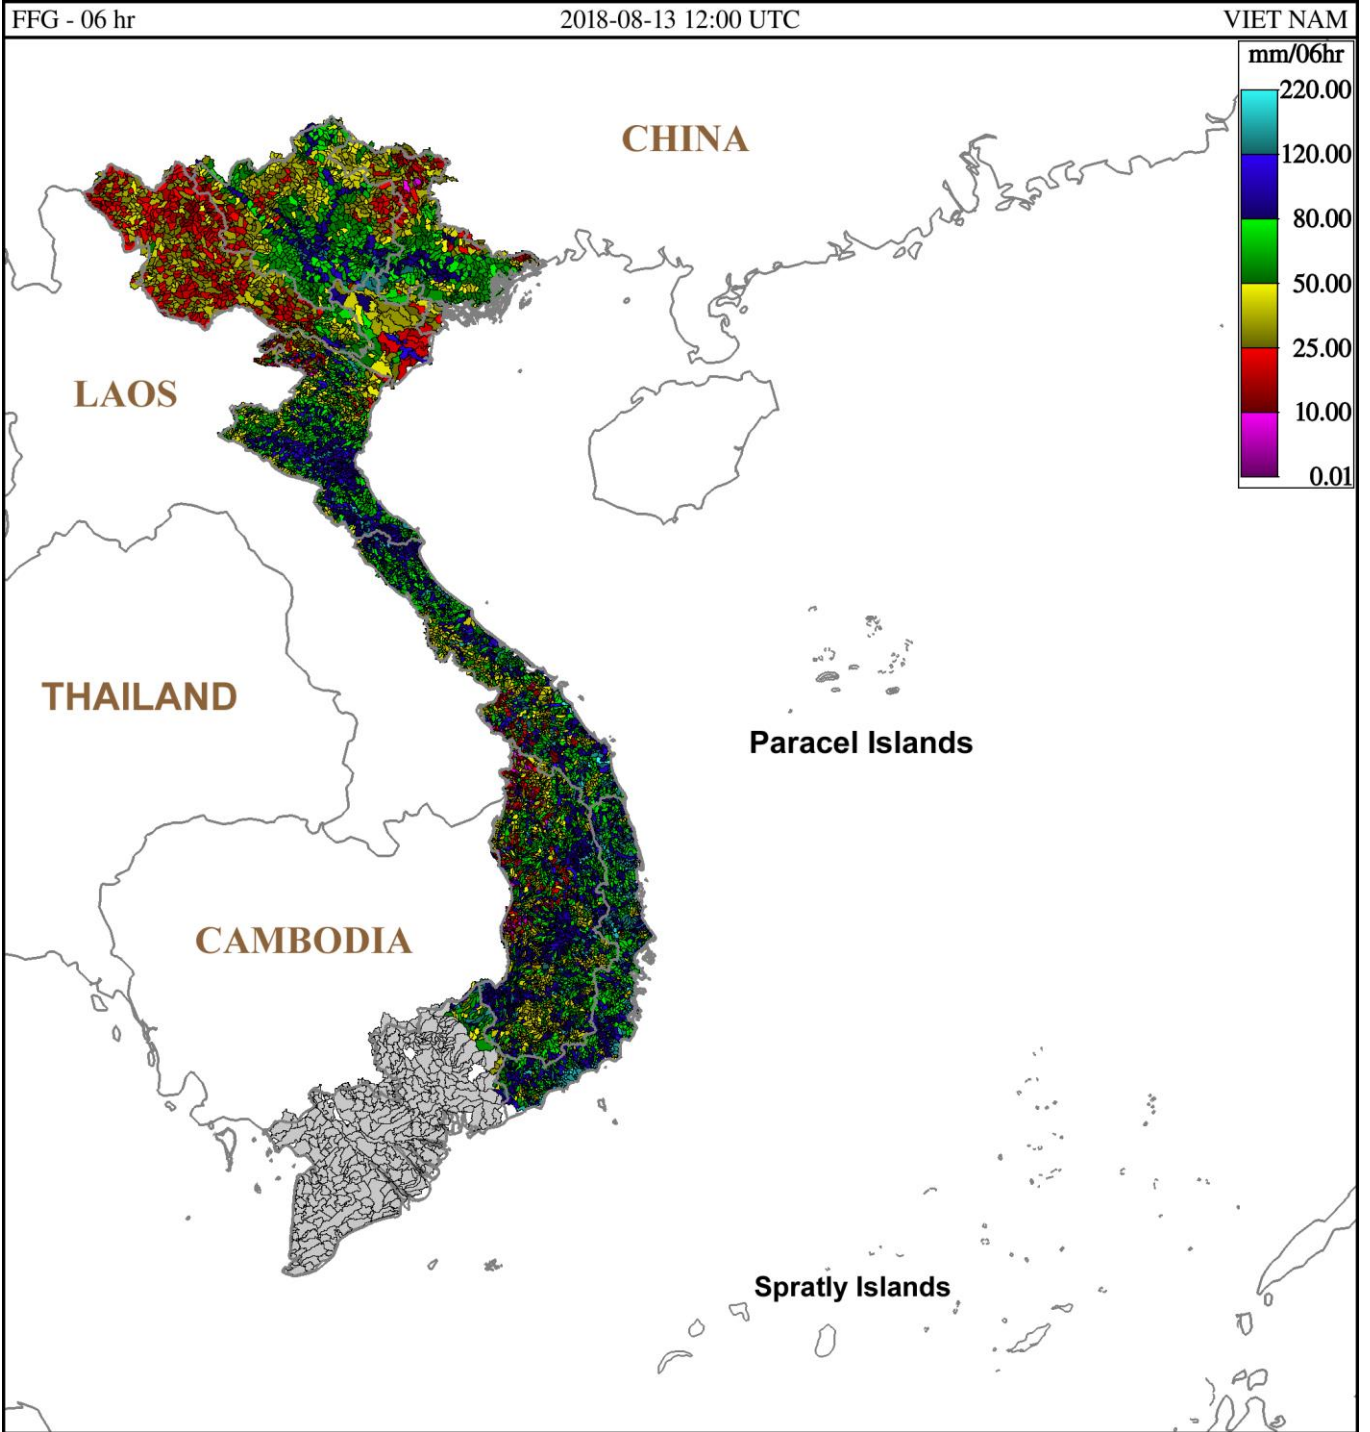 FFG - 06 hr
2018-08-13 12:00 UTC
VIET NAM
mm/06hr
220.00
120.00
80.00
50.00
25.00
10.00
0.01
CHINA
LAOS
THAILAND
Paracel Islands
CAMBODIA
Spratly Islands